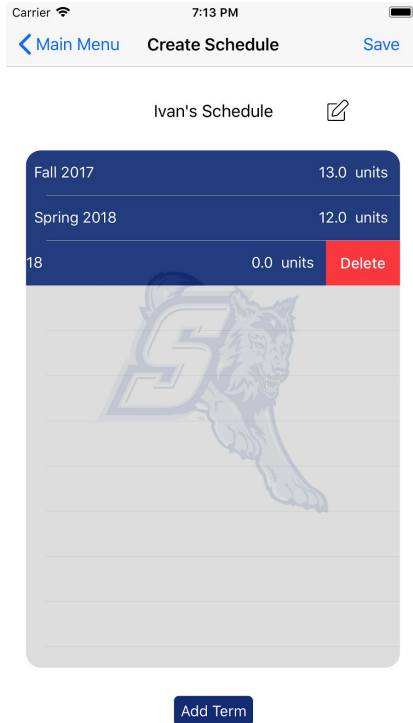 Carrier 7:13 PM
Main Menu Create Schedule Save
Ivan's Schedule
Fall 2017 13.0 units
Spring 2018 12.0 units
18 0.0 units Delete
S
Add Term